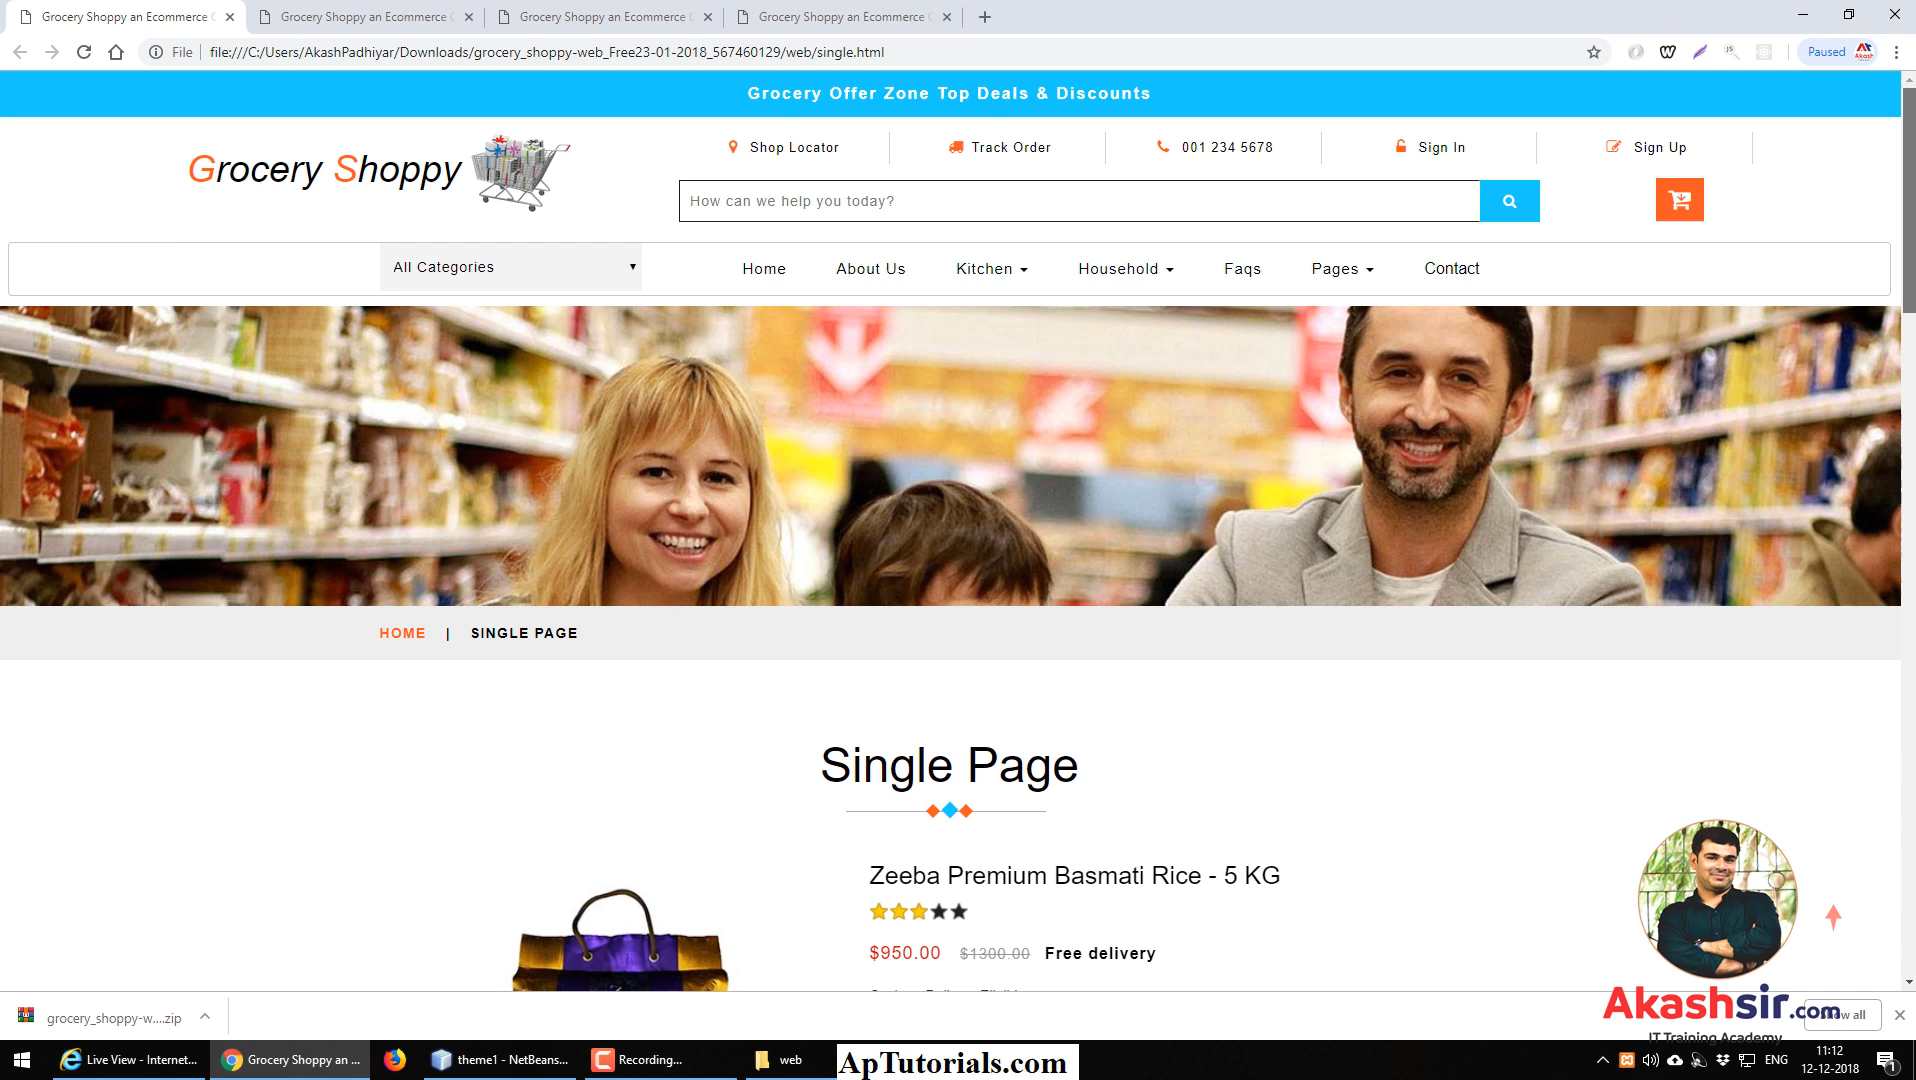 Grocery Shoppy an Ecommerce
Grocery Shoppy an Ecommerce
Grocery Shoppy an Ecommerce
Grocery Shoppy an Ecommerce
File
file:///C:/Users/AkashPadhiyar/Downloads/grocery_shoppy-web_Free23-01-2018_567460129/web/single.html
Paused
Grocery Offer Zone Top Deals & Discounts
Grocery Shoppy
Shop Locator
Track Order
001 234 5678
Sign In
Sign Up
How can we help you today?
All Categories
Home
About Us
Kitchen
Household
Faqs
Pages
Contact
HOME | SINGLE PAGE
Single Page
Zeeba Premium Basmati Rice - 5 KG
$950.00 $1300.00 Free delivery
Akashsir.com
IT Training Academy
grocery_shoppy-w....zip
Live View - Internet...
Grocery Shoppy an ...
theme1 - NetBeans...
Recording...
web
ApTutorials.com
ENG
11:12
12-12-2018
1